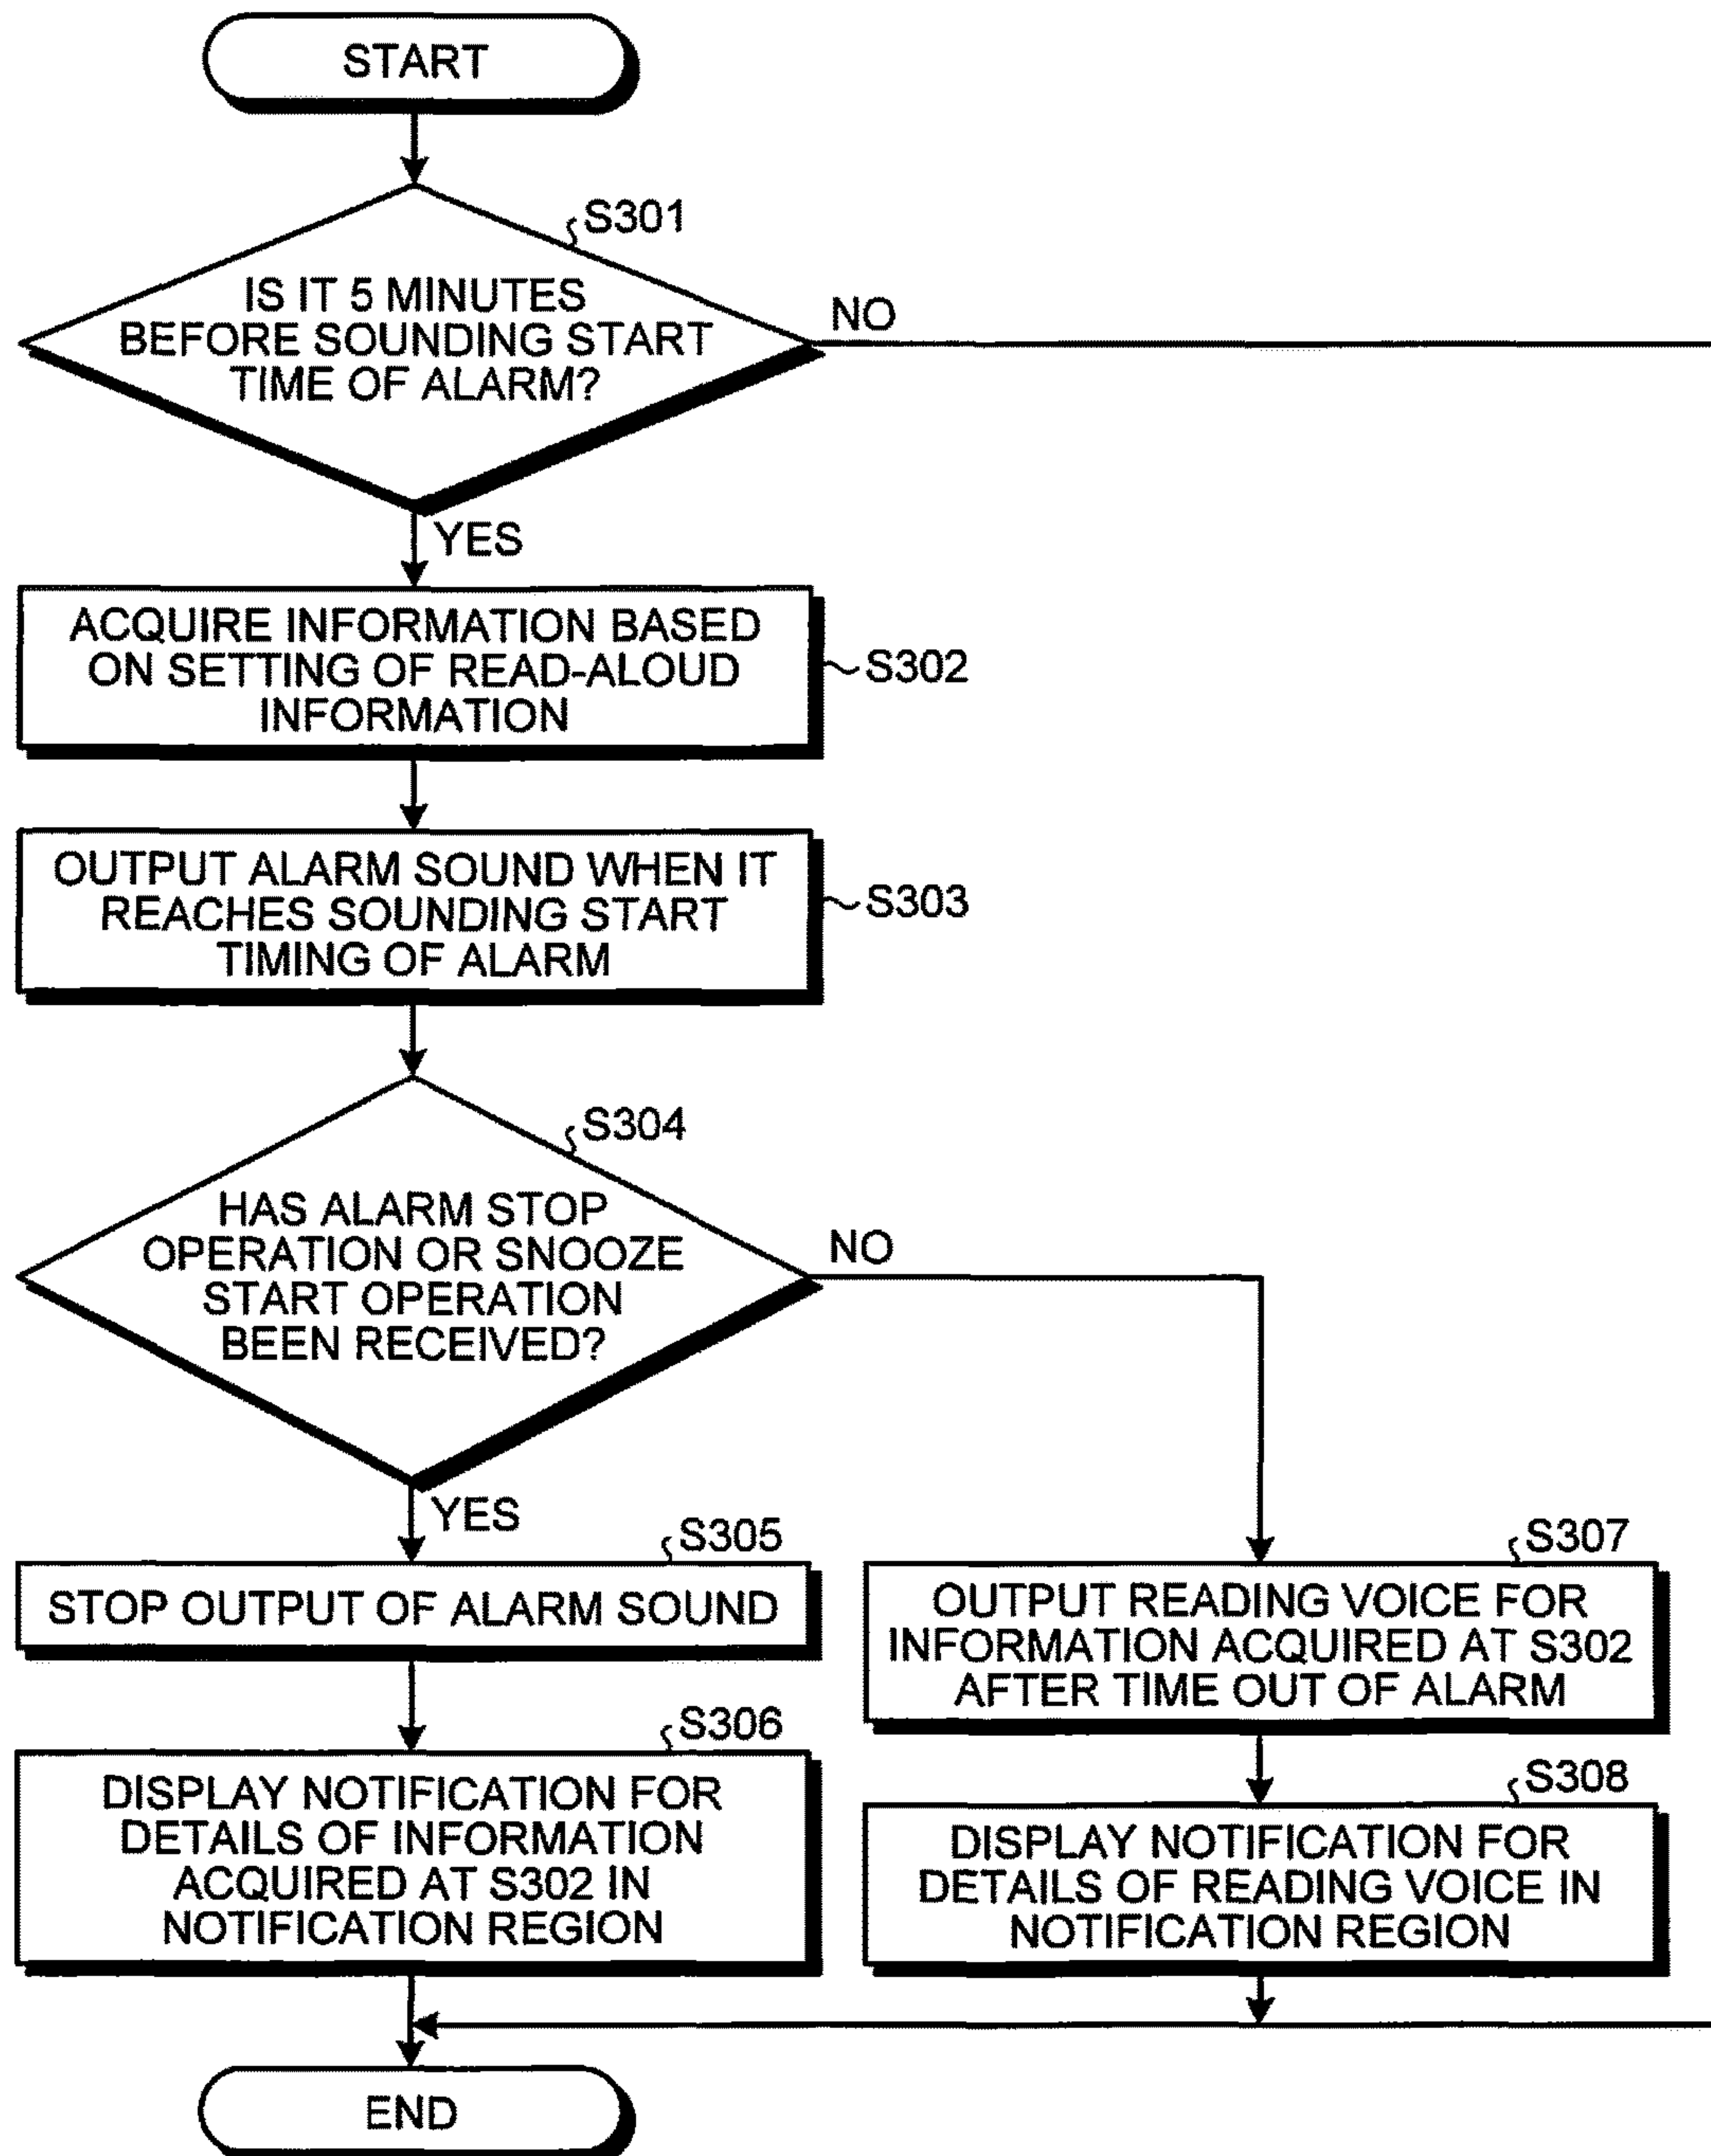 START
S301
IS IT 5 MINUTES
BEFORE SOUNDING START
TIME OF ALARM?
NO
YES
ACQUIRE INFORMATION BASED
ON SETTING OF READ-ALOUD
INFORMATION
S302
OUTPUT ALARM SOUND WHEN IT
REACHES SOUNDING START
TIMING OF ALARM
S303
S304
HAS ALARM STOP
OPERATION OR SNOOZE
START OPERATION
BEEN RECEIVED?
NO
YES
S305
STOP OUTPUT OF ALARM SOUND
S306
DISPLAY NOTIFICATION FOR
DETAILS OF INFORMATION
ACQUIRED AT S302 IN
NOTIFICATION REGION
S307
OUTPUT READING VOICE FOR
INFORMATION ACQUIRED AT S302
AFTER TIME OUT OF ALARM
S308
DISPLAY NOTIFICATION FOR
DETAILS OF READING VOICE IN
NOTIFICATION REGION
END